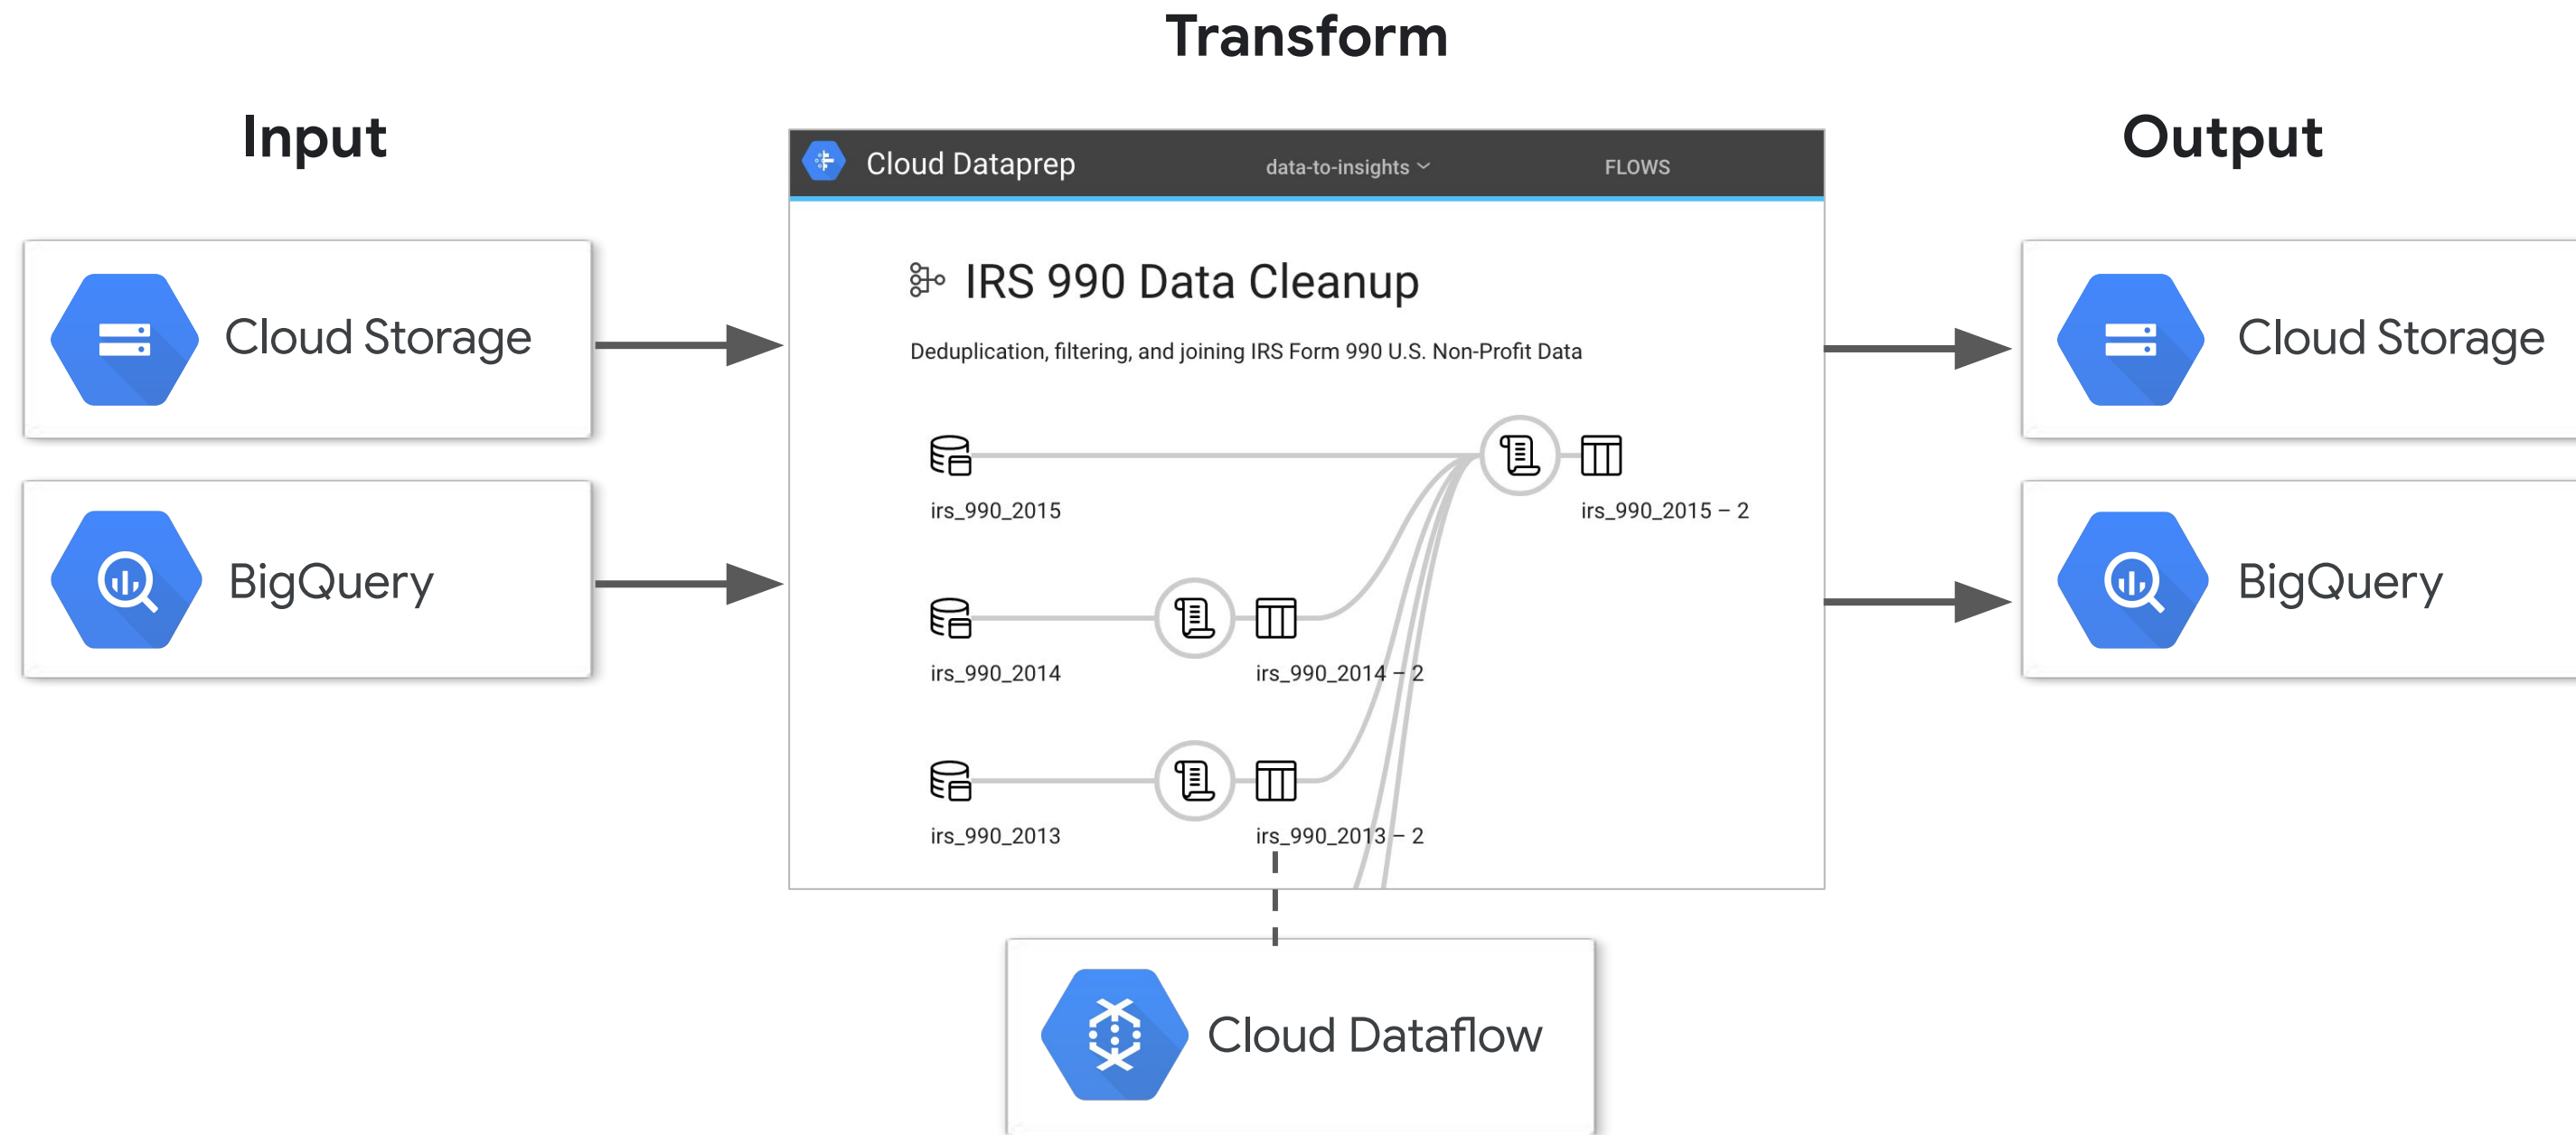 Transform
Input
Output
Cloud Dataprep
data-to-insights
FLOWS
IRS 990 Data Cleanup
Deduplication, filtering, and joining IRS Form 990 U.S. Non-Profit Data
Cloud Storage
BigQuery
irs_990_2015
irs_990_2015 – 2
irs_990_2014
irs_990_2014 – 2
irs_990_2013
irs_990_2013 – 2
Cloud Storage
BigQuery
Cloud Dataflow